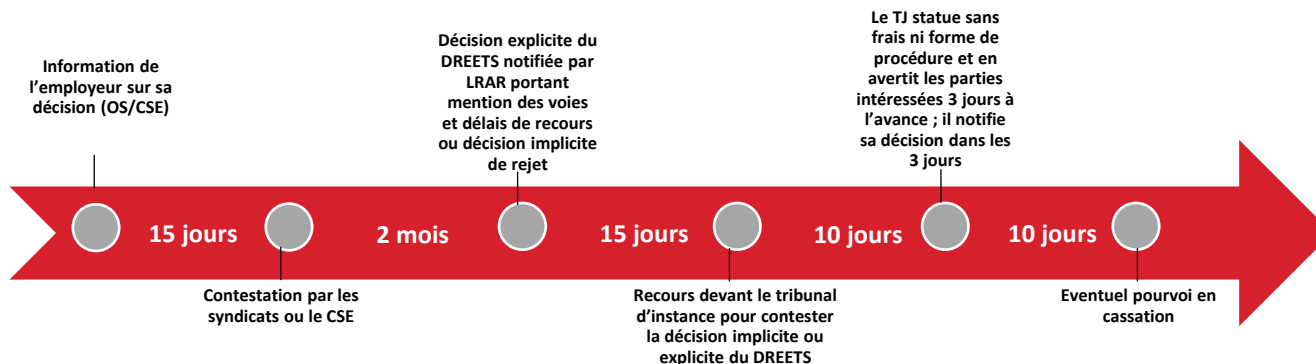 Information de
l’employeur sur sa
décision (OS/CSE)
Décision explicite du
DREETS notifiée par
LRAR portant
mention des voies
et délais de recours
ou décision implicite
de rejet
Le TJ statue sans
frais ni forme de
procédure et en
avertit les parties
intéressées 3 jours à
l’avance ; il notifie
sa décision dans les
3 jours
15 jours
2 mois
15 jours
10 jours
10 jours
Contestation par les
syndicats ou le CSE
Recours devant le tribunal
d’instance pour contester
la décision implicite ou
explicite du DREETS
Eventuel pourvoi en
cassation